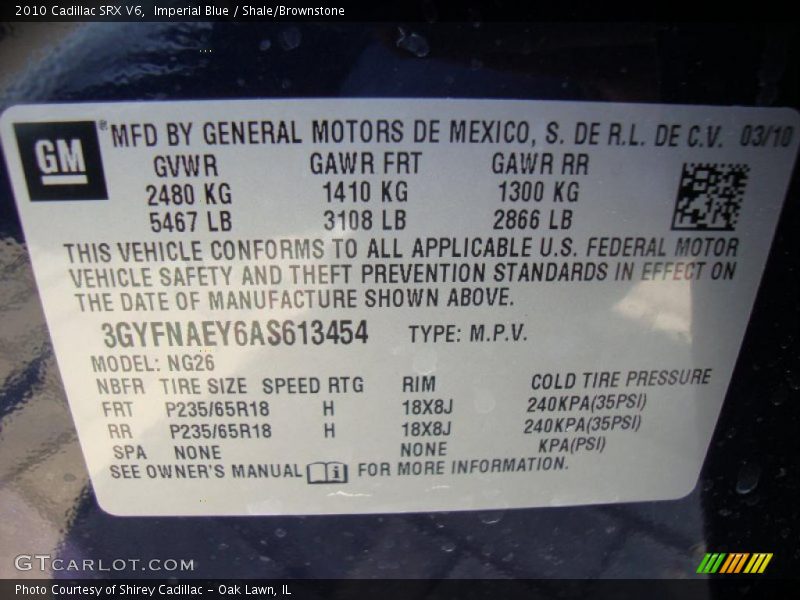 2010 Cadillac SRX V6,  Imperial Blue / Shale/Brownstone
GM ® MFD BY GENERAL MOTORS DE MEXICO, S. DE R.L. DE C.V. 03/10
GVWR GAWR FRT GAWR RR
2480 KG 1410 KG 1300 KG
5467 LB 3108 LB 2866 LB
THIS VEHICLE CONFORMS TO ALL APPLICABLE U.S. FEDERAL MOTOR
VEHICLE SAFETY AND THEFT PREVENTION STANDARDS IN EFFECT ON
THE DATE OF MANUFACTURE SHOWN ABOVE.
3GYFNAEY6AS613454 TYPE: M.P.V.
MODEL: NG26
NBFR TIRE SIZE SPEED RTG RIM COLD TIRE PRESSURE
FRT P235/65R18 H 18X8J 240KPA(35PSI)
RR P235/65R18 H 18X8J 240KPA(35PSI)
SPA NONE NONE KPA(PSI)
SEE OWNER'S MANUAL i FOR MORE INFORMATION.
GTCARLOT.COM
Photo Courtesy of Shirey Cadillac – Oak Lawn, IL